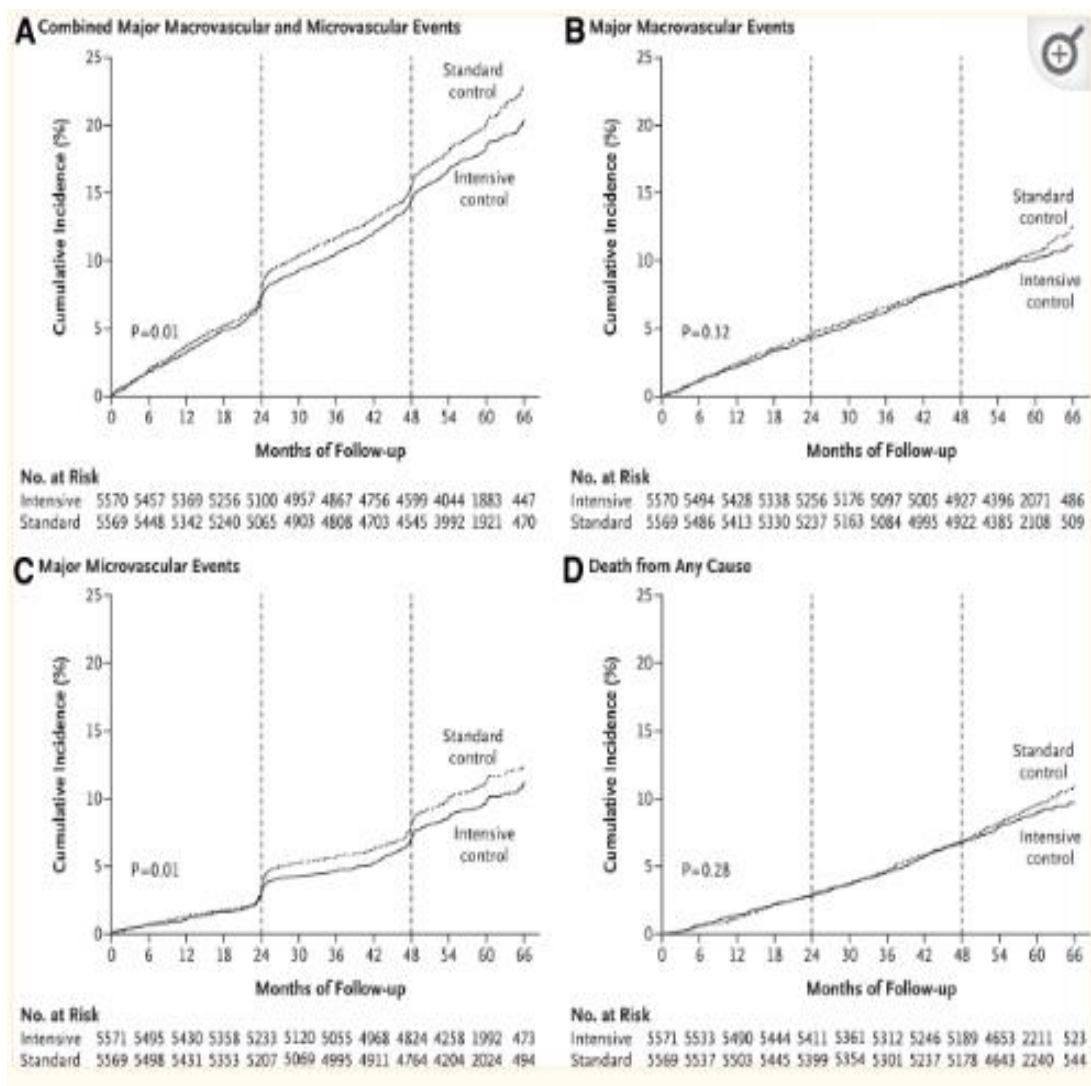 A Combined Major Macrovascular and Microvascular Events
25
20
15
10
5
0
Cumulative Incidence (%)
Standard
control
Intensive
control
P=0.01
0 6 12 18 24 30 36 42 48 54 60 66
Months of Follow-up
No. at Risk
Intensive 5570 5457 5369 5256 5100 4957 4867 4756 4599 4044 1883 447
Standard 5569 5448 5342 5240 5065 4903 4808 4703 4545 3992 1921 470
B Major Macrovascular Events
25
20
15
10
5
0
Cumulative Incidence (%)
Standard
control
Intensive
control
P=0.32
0 6 12 18 24 30 36 42 48 54 60 66
Months of Follow-up
No. at Risk
Intensive 5570 5494 5428 5338 5256 5176 5097 5005 4927 4396 2071 486
Standard 5569 5486 5413 5330 5237 5163 5084 4995 4922 4385 2108 509
C Major Microvascular Events
25
20
15
10
5
0
Cumulative Incidence (%)
Standard
control
Intensive
control
P=0.01
0 6 12 18 24 30 36 42 48 54 60 66
Months of Follow-up
No. at Risk
Intensive 5571 5495 5430 5358 5233 5120 5055 4968 4824 4258 1992 473
Standard 5569 5498 5431 5353 5207 5069 4995 4911 4764 4204 2024 494
D Death from Any Cause
25
20
15
10
5
0
Cumulative Incidence (%)
Standard
control
Intensive
control
P=0.28
0 6 12 18 24 30 36 42 48 54 60 66
Months of Follow-up
No. at Risk
Intensive 5571 5533 5490 5444 5411 5361 5312 5246 5189 4653 2211 523
Standard 5569 5537 5503 5445 5399 5354 5301 5217 5178 4643 2240 544